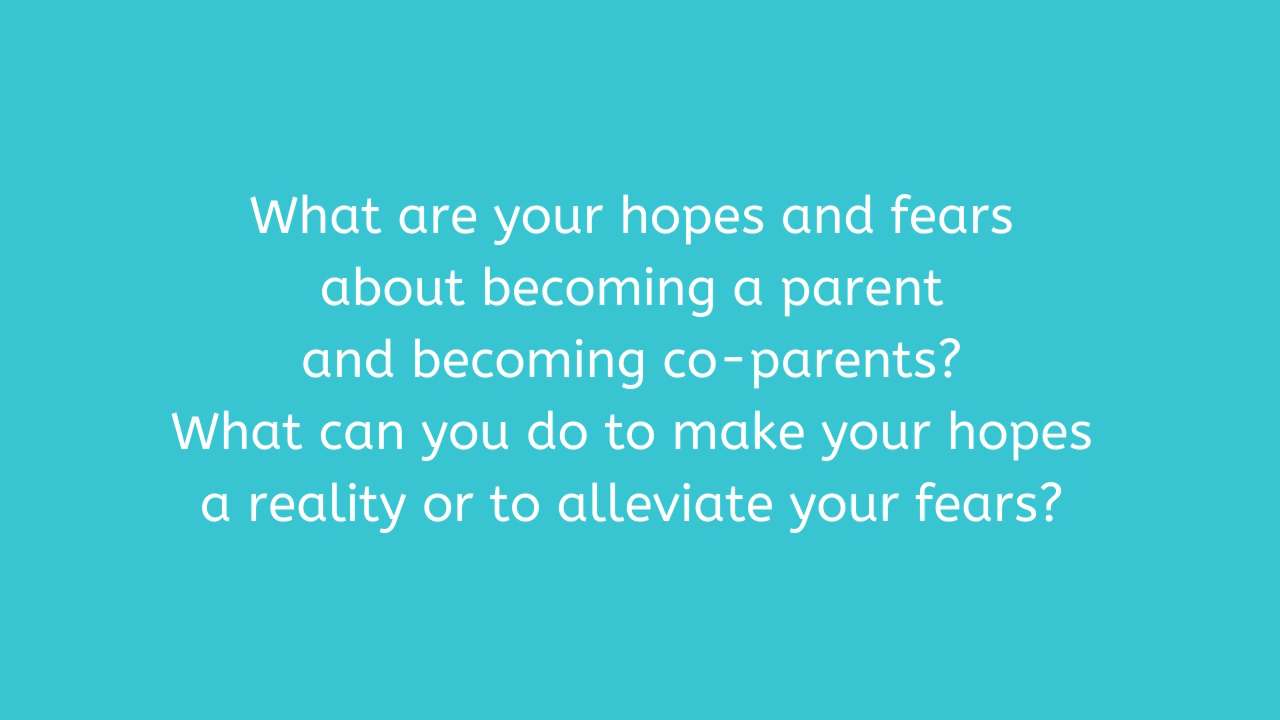 What are your hopes and fears
about becoming a parent
and becoming co-parents?
What can you do to make your hopes
a reality or to alleviate your fears?